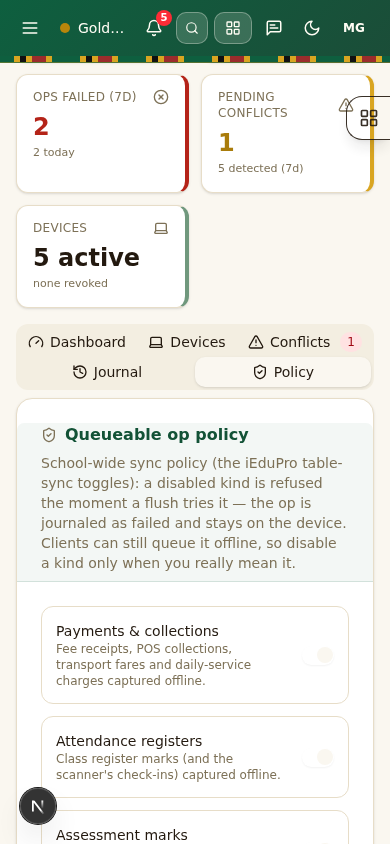 Gold...
5
MG
OPS FAILED (7D)
2
2 today
PENDING
CONFLICTS
1
5 detected (7d)
DEVICES
5 active
none revoked
Dashboard
Devices
Conflicts
1
Journal
Policy
Queueable op policy
School-wide sync policy (the iEduPro table-
sync toggles): a disabled kind is refused
the moment a flush tries it — the op is
journaled as failed and stays on the device.
Clients can still queue it offline, so disable
a kind only when you really mean it.
Payments & collections
Fee receipts, POS collections,
transport fares and daily-service
charges captured offline.
Attendance registers
Class register marks (and the
scanner's check-ins) captured offline.
N
Assessment marks